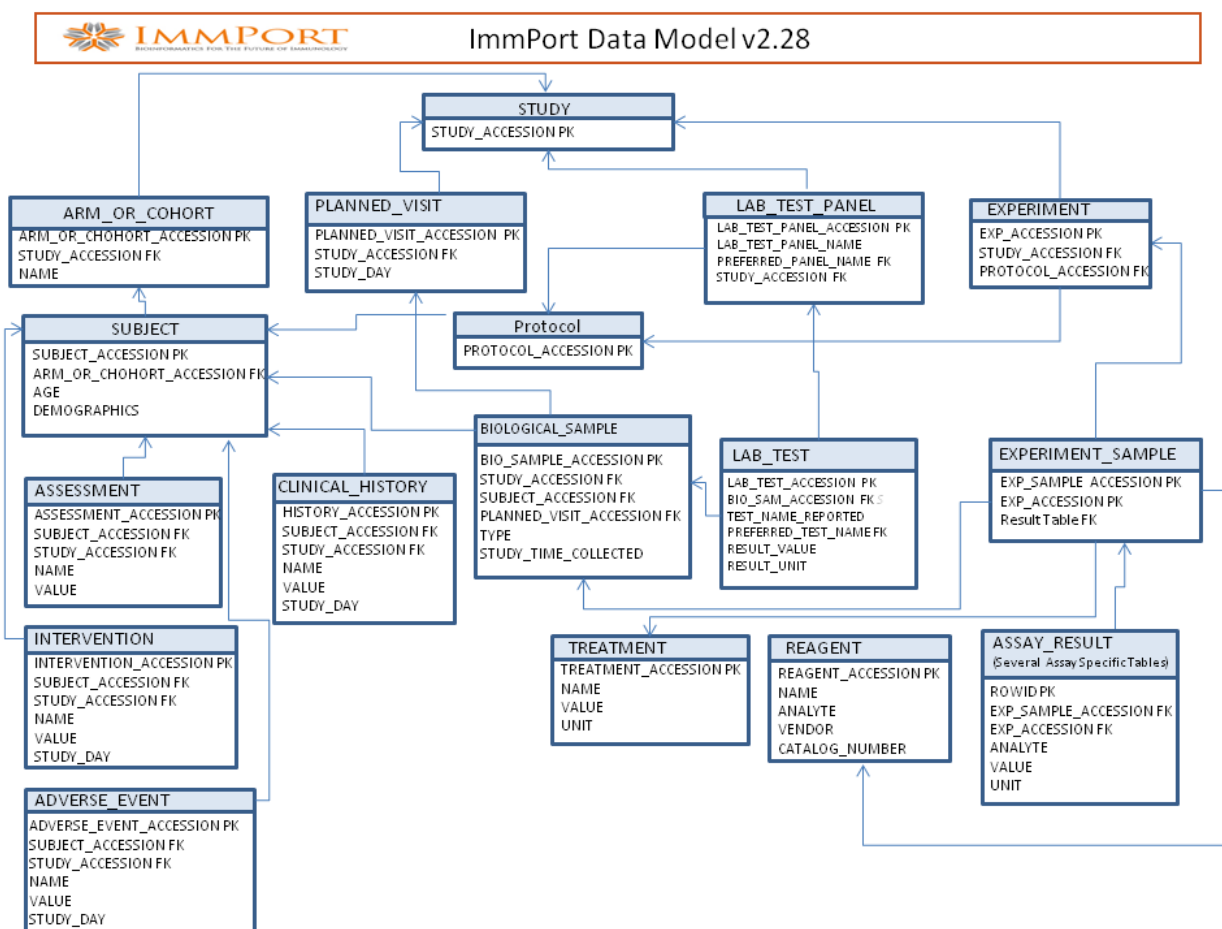 IMMPORT
BIOINFORMATICS FOR THE FUTURE OF IMMUNOLOGY
ImmPort Data Model v2.28
STUDY
STUDY_ACCESSION PK
ARM_OR_COHORT
ARM_OR_CHOHORT_ACCESSION PK
STUDY_ACCESSION FK
NAME
PLANNED_VISIT
PLANNED_VISIT_ACCESSION PK
STUDY_ACCESSION FK
STUDY_DAY
LAB_TEST_PANEL
LAB_TEST_PANEL_ACCESSION PK
LAB_TEST_PANEL_NAME
PREFERRED_PANEL_NAME FK
STUDY_ACCESSION FK
EXPERIMENT
EXP_ACCESSION PK
STUDY_ACCESSION FK
PROTOCOL_ACCESSION FK
SUBJECT
SUBJECT_ACCESSION PK
ARM_OR_CHOHORT_ACCESSION FK
AGE
DEMOGRAPHICS
Protocol
PROTOCOL_ACCESSION PK
BIOLOGICAL_SAMPLE
BIO_SAMPLE_ACCESSION PK
STUDY_ACCESSION FK
SUBJECT_ACCESSION FK
PLANNED_VISIT_ACCESSION FK
TYPE
STUDY_TIME_COLLECTED
LAB_TEST
LAB_TEST_ACCESSION PK
BIO_SAM_ACCESSION FKS
TEST_NAME_REPORTED
PREFERRED_TEST_NAME FK
RESULT_VALUE
RESULT_UNIT
EXPERIMENT_SAMPLE
EXP_SAMPLE_ACCESSION PK
EXP_ACCESSION PK
Result Table FK
ASSESSMENT
ASSESSMENT_ACCESSION PK
SUBJECT_ACCESSION FK
STUDY_ACCESSION FK
NAME
VALUE
CLINICAL_HISTORY
HISTORY_ACCESSION PK
SUBJECT_ACCESSION FK
STUDY_ACCESSION FK
NAME
VALUE
STUDY_DAY
INTERVENTION
INTERVENTION_ACCESSION PK
SUBJECT_ACCESSION FK
STUDY_ACCESSION FK
NAME
VALUE
STUDY_DAY
TREATMENT
TREATMENT_ACCESSION PK
NAME
VALUE
UNIT
REAGENT
REAGENT_ACCESSION PK
NAME
ANALYTE
VENDOR
CATALOG_NUMBER
ASSAY_RESULT
(Several Assay Specific Tables)
ROWID PK
EXP_SAMPLE_ACCESSION FK
EXP_ACCESSION FK
ANALYTE
VALUE
UNIT
ADVERSE_EVENT
ADVERSE_EVENT_ACCESSION PK
SUBJECT_ACCESSION FK
STUDY_ACCESSION FK
NAME
VALUE
STUDY_DAY